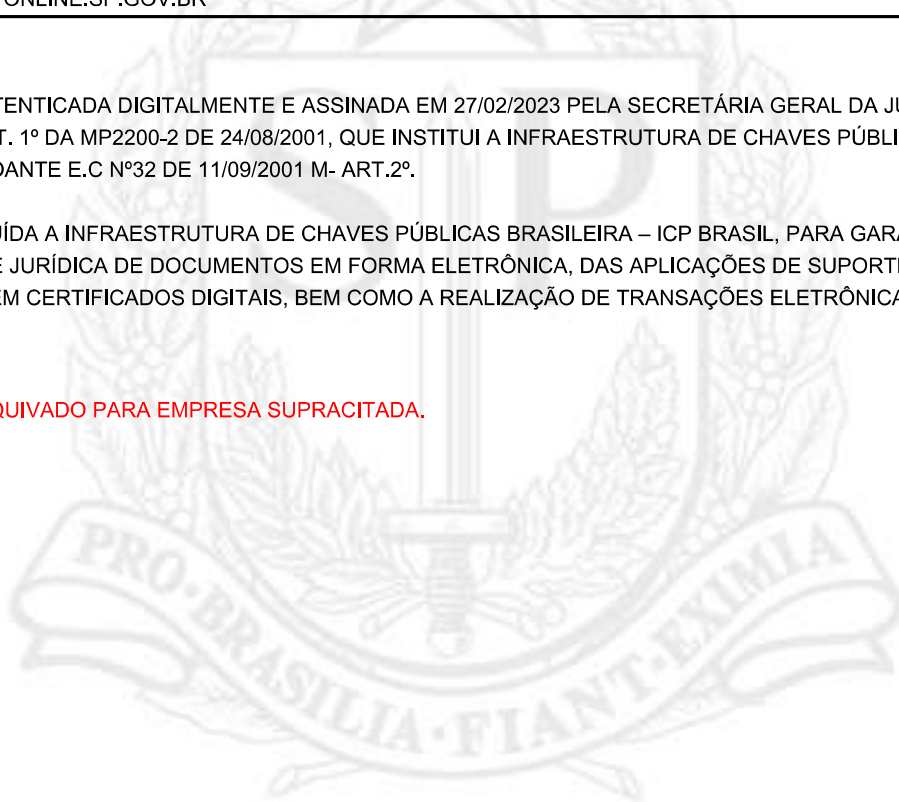 ONLINE.SP.GOV.BR
TENTICADA DIGITALMENTE E ASSINADA EM 27/02/2023 PELA SECRETÁRIA GERAL DA JU
T. 1º DA MP2200-2 DE 24/08/2001, QUE INSTITUI A INFRAESTRUTURA DE CHAVES PÚBLI
DANTE E.C Nº32 DE 11/09/2001 M- ART.2º.
ÍDA A INFRAESTRUTURA DE CHAVES PÚBLICAS BRASILEIRA – ICP BRASIL, PARA GARA
E JURÍDICA DE DOCUMENTOS EM FORMA ELETRÔNICA, DAS APLICAÇÕES DE SUPORTE
EM CERTIFICADOS DIGITAIS, BEM COMO A REALIZAÇÃO DE TRANSAÇÕES ELETRÔNICA
QUIVADO PARA EMPRESA SUPRACITADA.
SP
PRO·BRASILIA·FIANT·EXIMIA